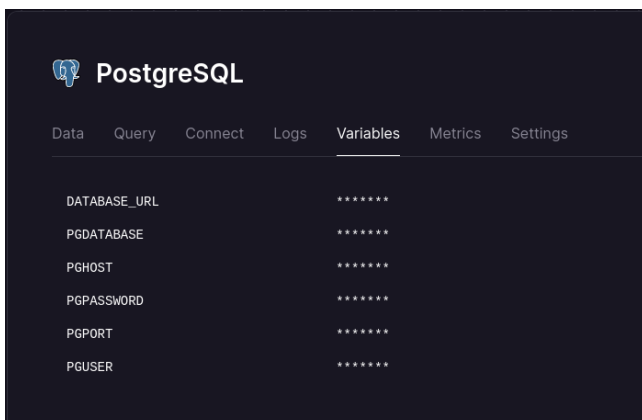 PostgreSQL
Data Query Connect Logs Variables Metrics Settings
DATABASE_URL *******
PGDATABASE *******
PGHOST *******
PGPASSWORD *******
PGPORT *******
PGUSER *******